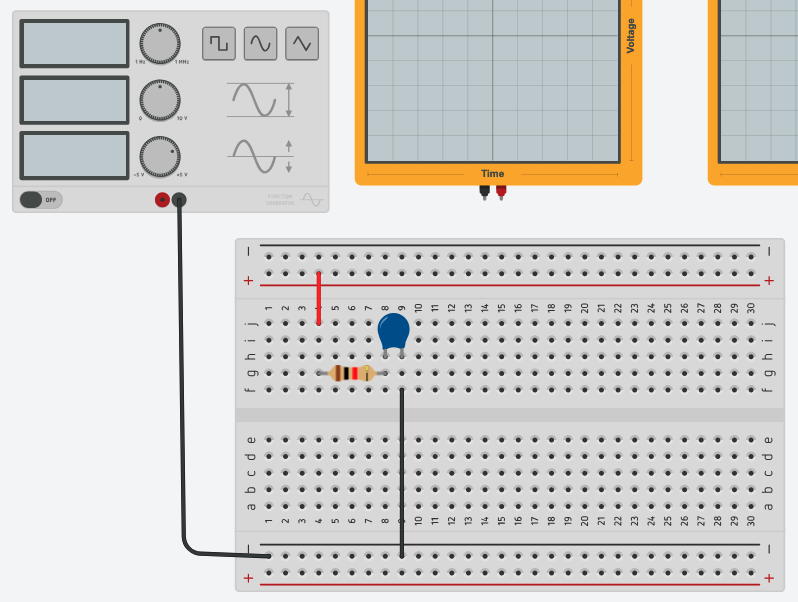 1 Hz 1 MHz
0 10 V
-5 V +5 V
OFF
FUNCTION
GENERATOR
Voltage
Time
− −
+ +
1 2 3 4 5 6 7 8 9 10 11 12 13 14 15 16 17 18 19 20 21 22 23 24 25 26 27 28 29 30
j j
i i
h h
g g
f f
e e
d d
c c
b b
a a
1 2 3 4 5 6 7 8 10 11 12 13 14 15 16 17 18 19 20 21 22 23 24 25 26 27 28 29 30
− −
+ +